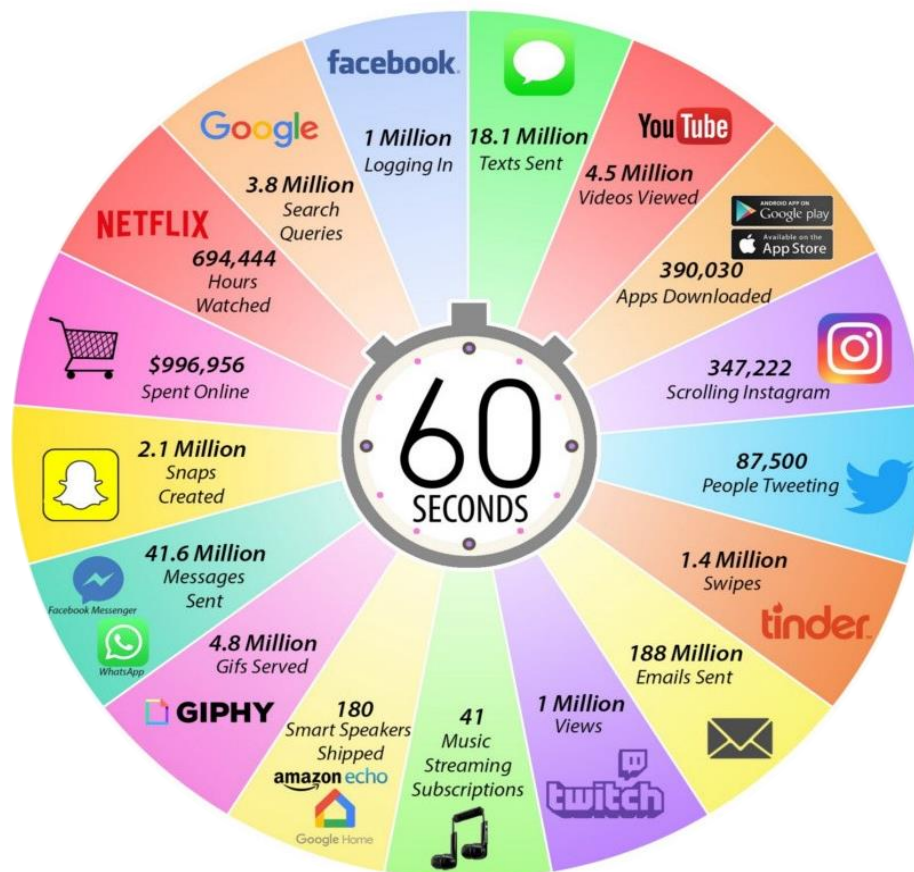 facebook
1 Million
Logging In
18.1 Million
Texts Sent
YouTube
4.5 Million
Videos Viewed
ANDROID APP ON
Google play
Available on the
App Store
390,030
Apps Downloaded
347,222
Scrolling Instagram
87,500
People Tweeting
1.4 Million
Swipes
tinder
188 Million
Emails Sent
1 Million
Views
twitch
41
Music
Streaming
Subscriptions
180
Smart Speakers
Shipped
amazon echo
Google Home
4.8 Million
Gifs Served
GIPHY
41.6 Million
Messages
Sent
Facebook Messenger
WhatsApp
2.1 Million
Snaps
Created
$996,956
Spent Online
NETFLIX
694,444
Hours
Watched
Google
3.8 Million
Search
Queries
60
SECONDS